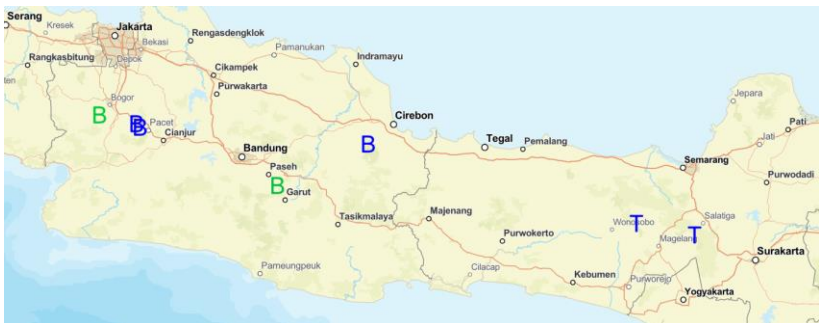 Serang
Kresek
Jakarta
Bekasi
Rengasdengklok
Pamanukan
Indramayu
Rangkasbitung
Depok
Cikampek
Purwakarta
Jepara
Bogor
B
B
B
Pacet
Cianjur
Cirebon
Pati
Bandung
B
Tegal
Pemalang
Jati
Paseh
Semarang
Purwodadi
B
Garut
Tasikmalaya
Majenang
Purwokerto
Wonosobo
T
T
Salatiga
Magelang
Surakarta
Pameungpeuk
Cilacap
Kebumen
Purworejo
Yogyakarta